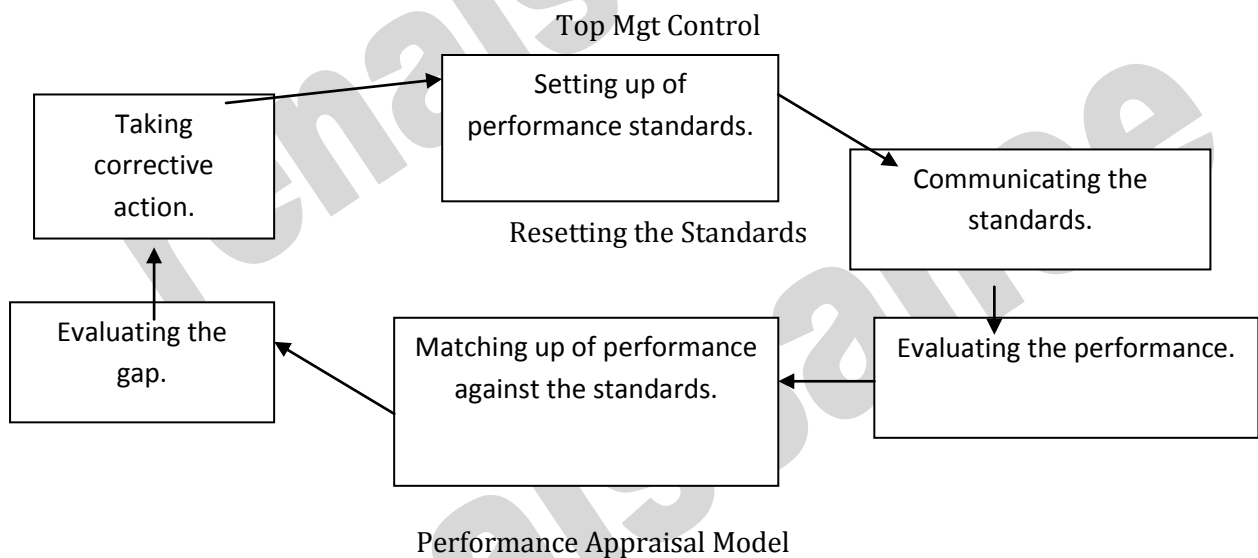 Top Mgt Control
Setting up of
performance standards.
Taking
corrective
action.
Communicating the
standards.
Resetting the Standards
Evaluating the
gap.
Matching up of performance
against the standards.
Evaluating the performance.
Performance Appraisal Model